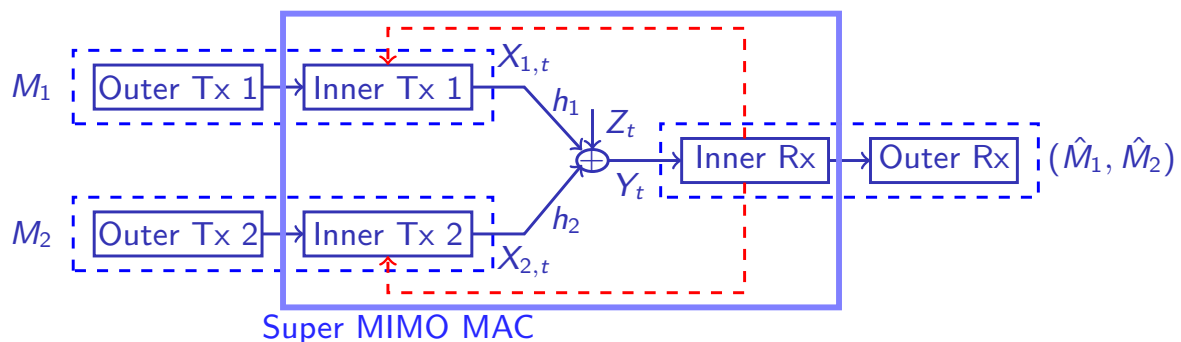 X₁,ₜ
M₁ Outer Tx 1 Inner Tx 1
h₁
Zₜ
+ Inner Rx Outer Rx (M̂₁, M̂₂)
Yₜ
h₂
M₂ Outer Tx 2 Inner Tx 2
X₂,ₜ
Super MIMO MAC